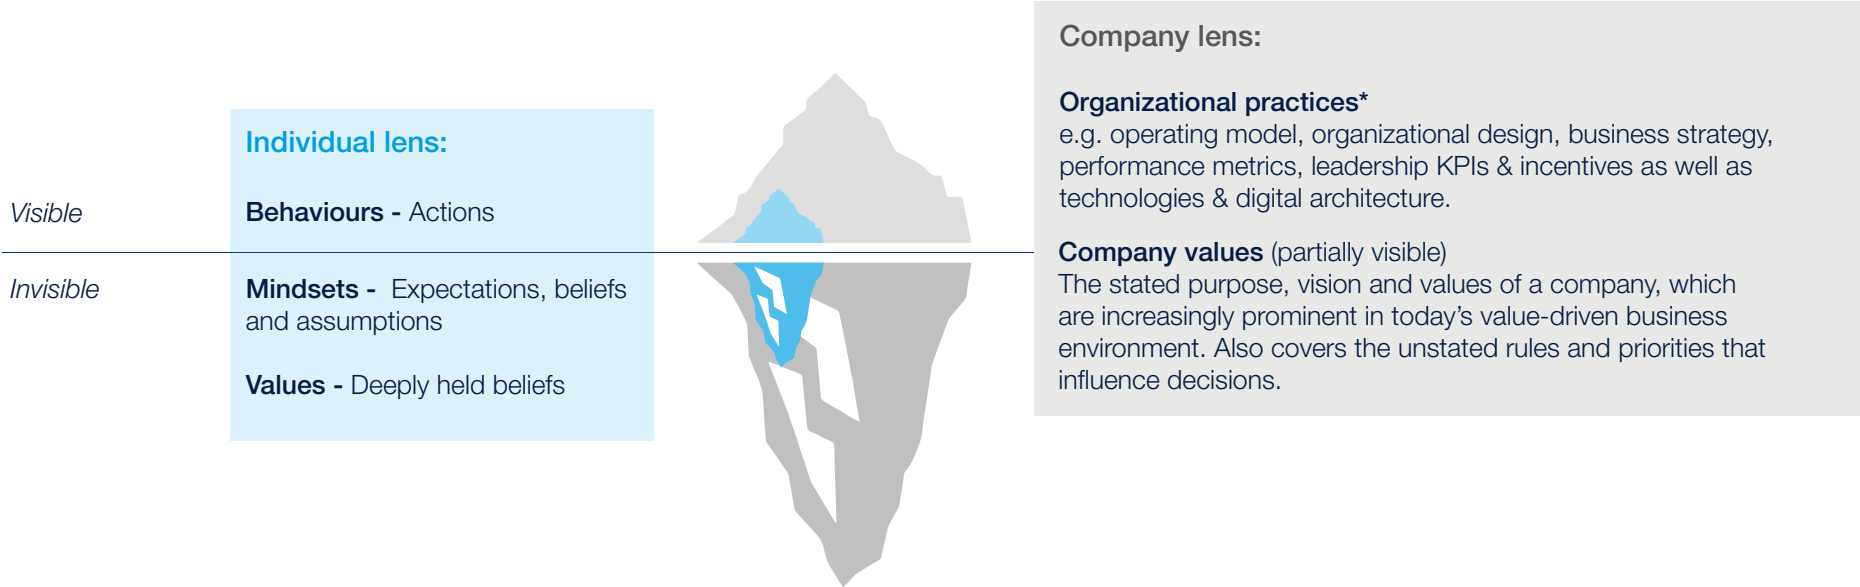 Visible
Invisible
Individual lens:
Behaviours - Actions
Mindsets - Expectations, beliefs
and assumptions
Values - Deeply held beliefs
Company lens:
Organizational practices*
e.g. operating model, organizational design, business strategy,
performance metrics, leadership KPIs & incentives as well as
technologies & digital architecture.
Company values (partially visible)
The stated purpose, vision and values of a company, which
are increasingly prominent in today’s value-driven business
environment. Also covers the unstated rules and priorities that
influence decisions.